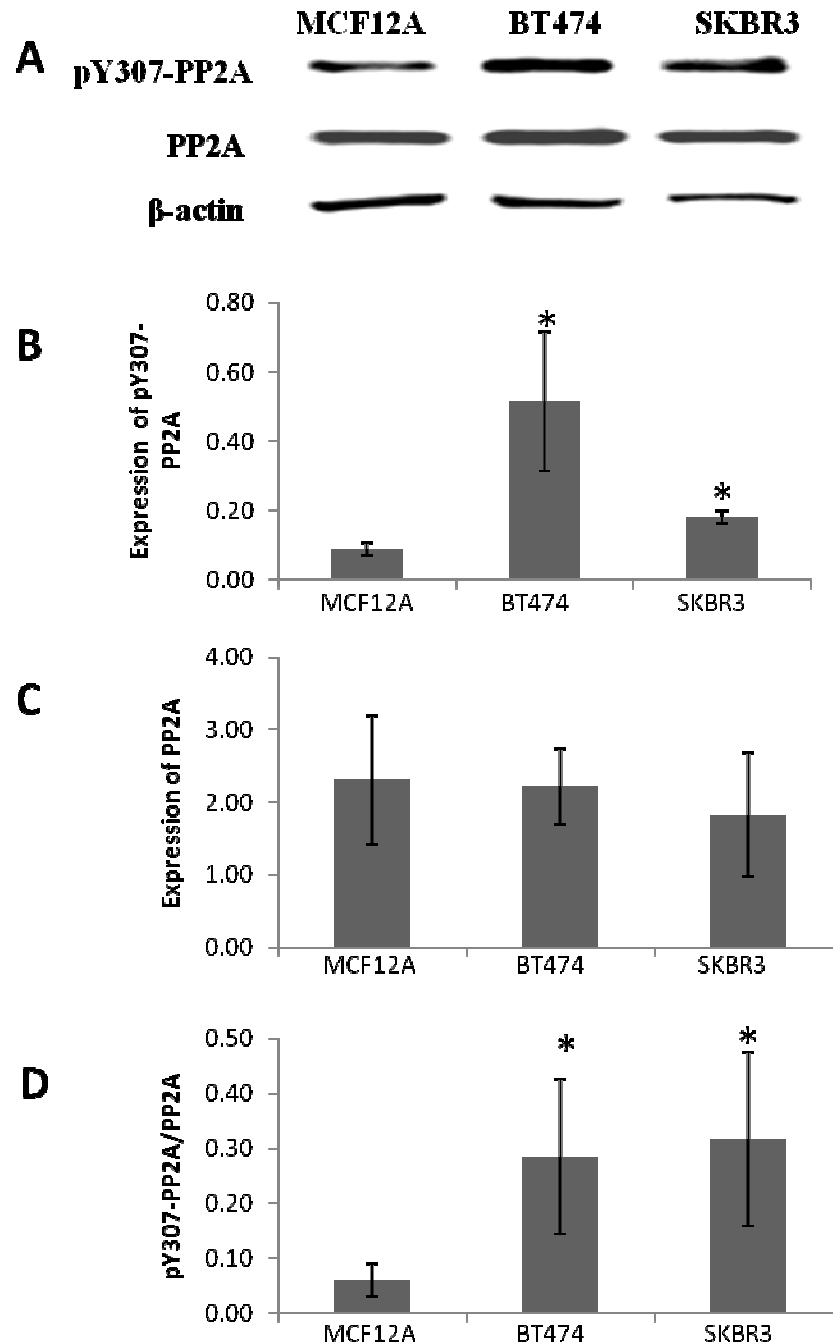 MCF12A BT474 SKBR3
A
pY307-PP2A
PP2A
β-actin
B
Expression of pY307-
PP2A
0.80
0.60
0.40
0.20
0.00
*
*
MCF12A BT474 SKBR3
C
Expression of PP2A
4.00
3.00
2.00
1.00
0.00
MCF12A BT474 SKBR3
D
pY307-PP2A/PP2A
0.50
0.40
0.30
0.20
0.10
0.00
*
*
MCF12A BT474 SKBR3